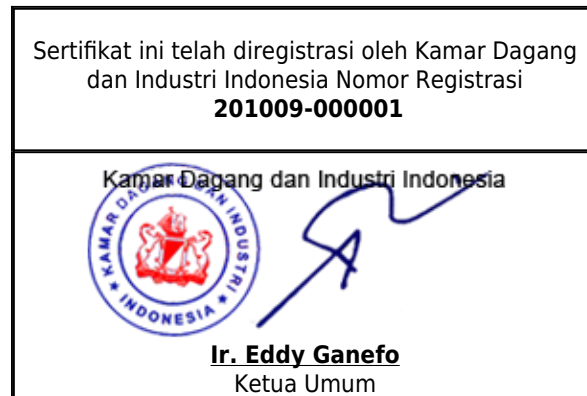 Sertifikat ini telah diregistrasi oleh Kamar Dagang
dan Industri Indonesia Nomor Registrasi
201009-000001
Kamar Dagang dan Industri Indonesia
KAMAR DAGANG DAN INDUSTRI
* INDONESIA *
Ir. Eddy Ganefo
Ketua Umum